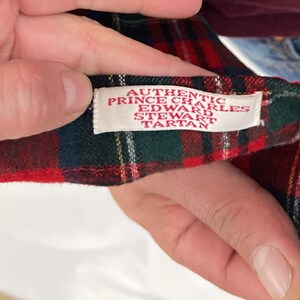 AUTHENTIC
PRINCE CHARLES
EDWARD
STEWART
TARTAN